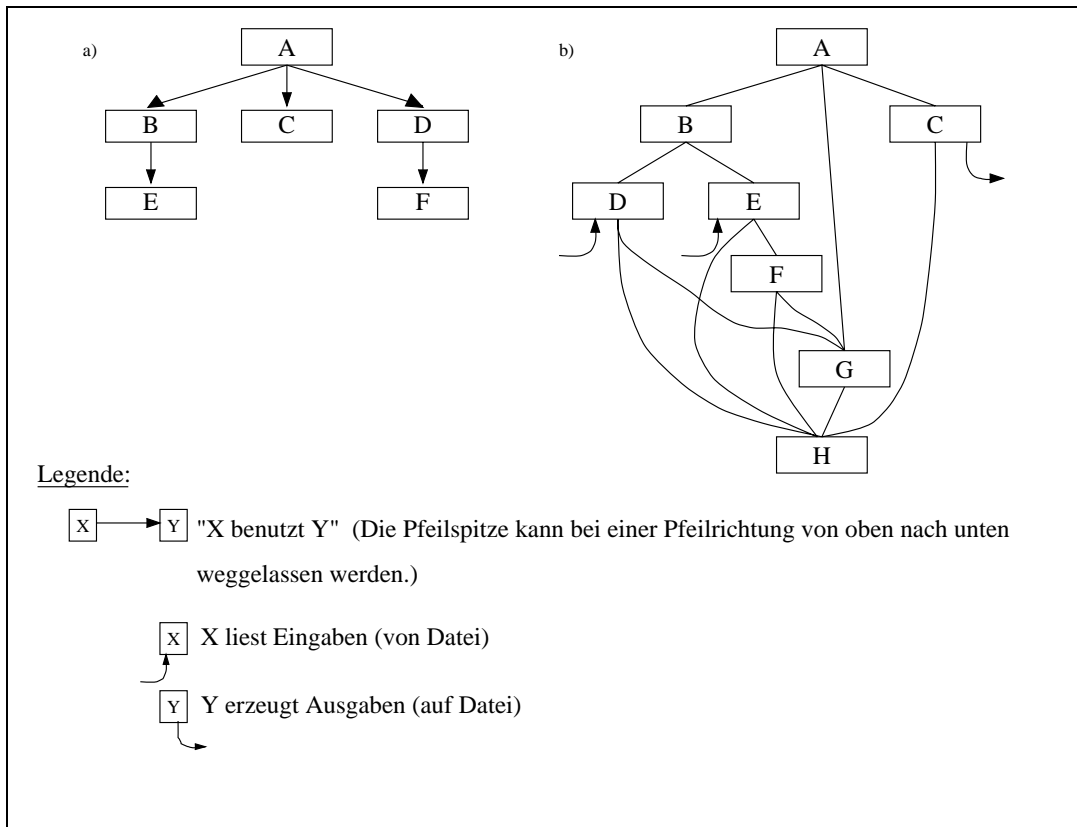 a)
A
B C D
E F
b)
A
B C
D E
F
G
H
Legende:
X Y "X benutzt Y" (Die Pfeilspitze kann bei einer Pfeilrichtung von oben nach unten
weggelassen werden.)
X X liest Eingaben (von Datei)
Y Y erzeugt Ausgaben (auf Datei)